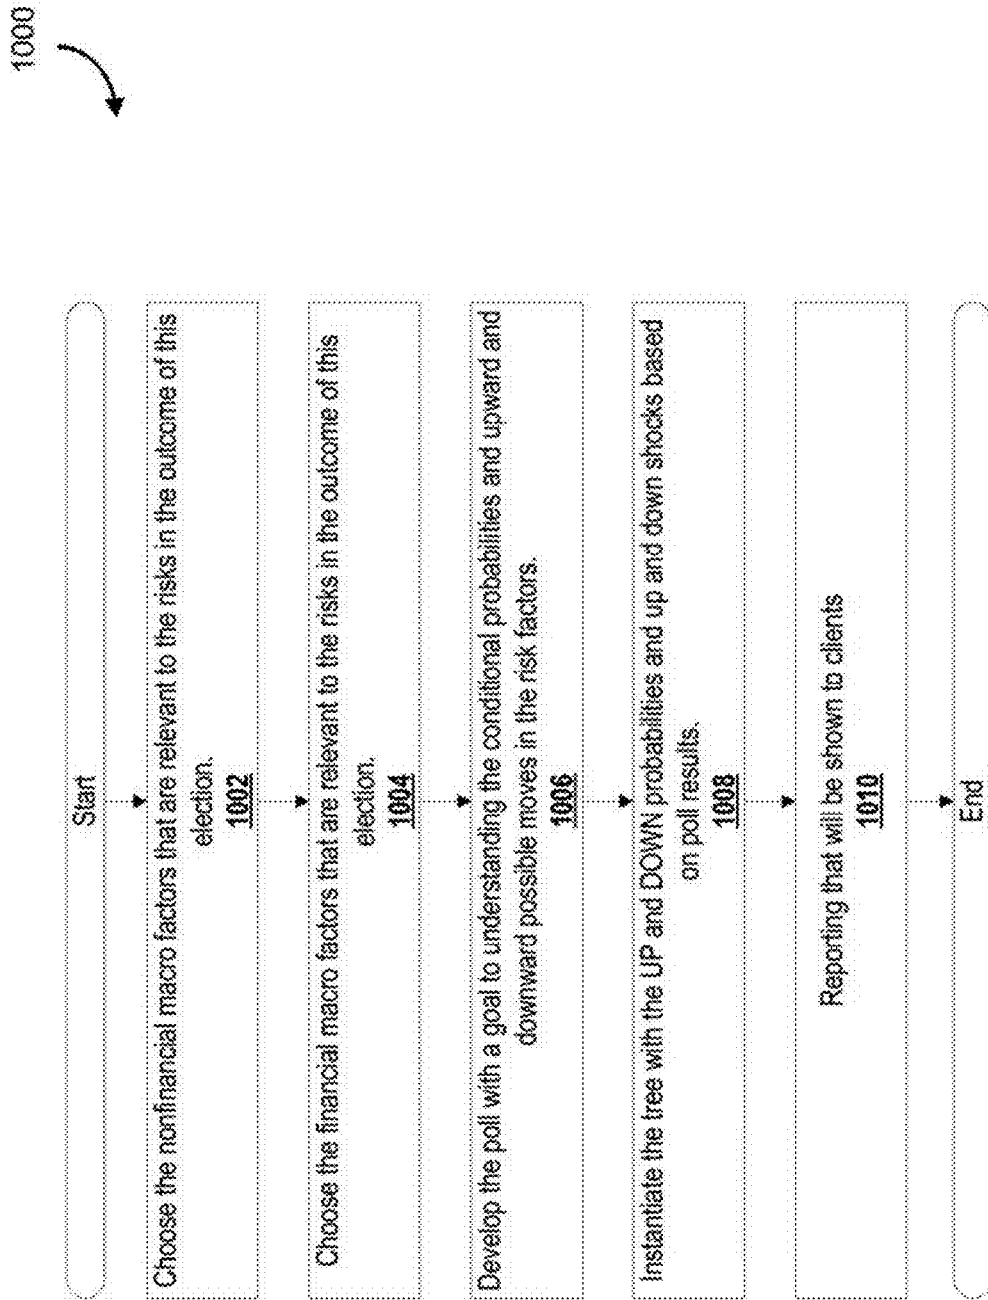 1000
Start
Choose the nonfinancial macro factors that are relevant to the risks in the outcome of this
election.
1002
Choose the financial macro factors that are relevant to the risks in the outcome of this
election.
1004
Develop the poll with a goal to understanding the conditional probabilities and upward and
downward possible moves in the risk factors.
1006
Instantiate the tree with the UP and DOWN probabilities and up and down shocks based
on poll results.
1008
Reporting that will be shown to clients
1010
End